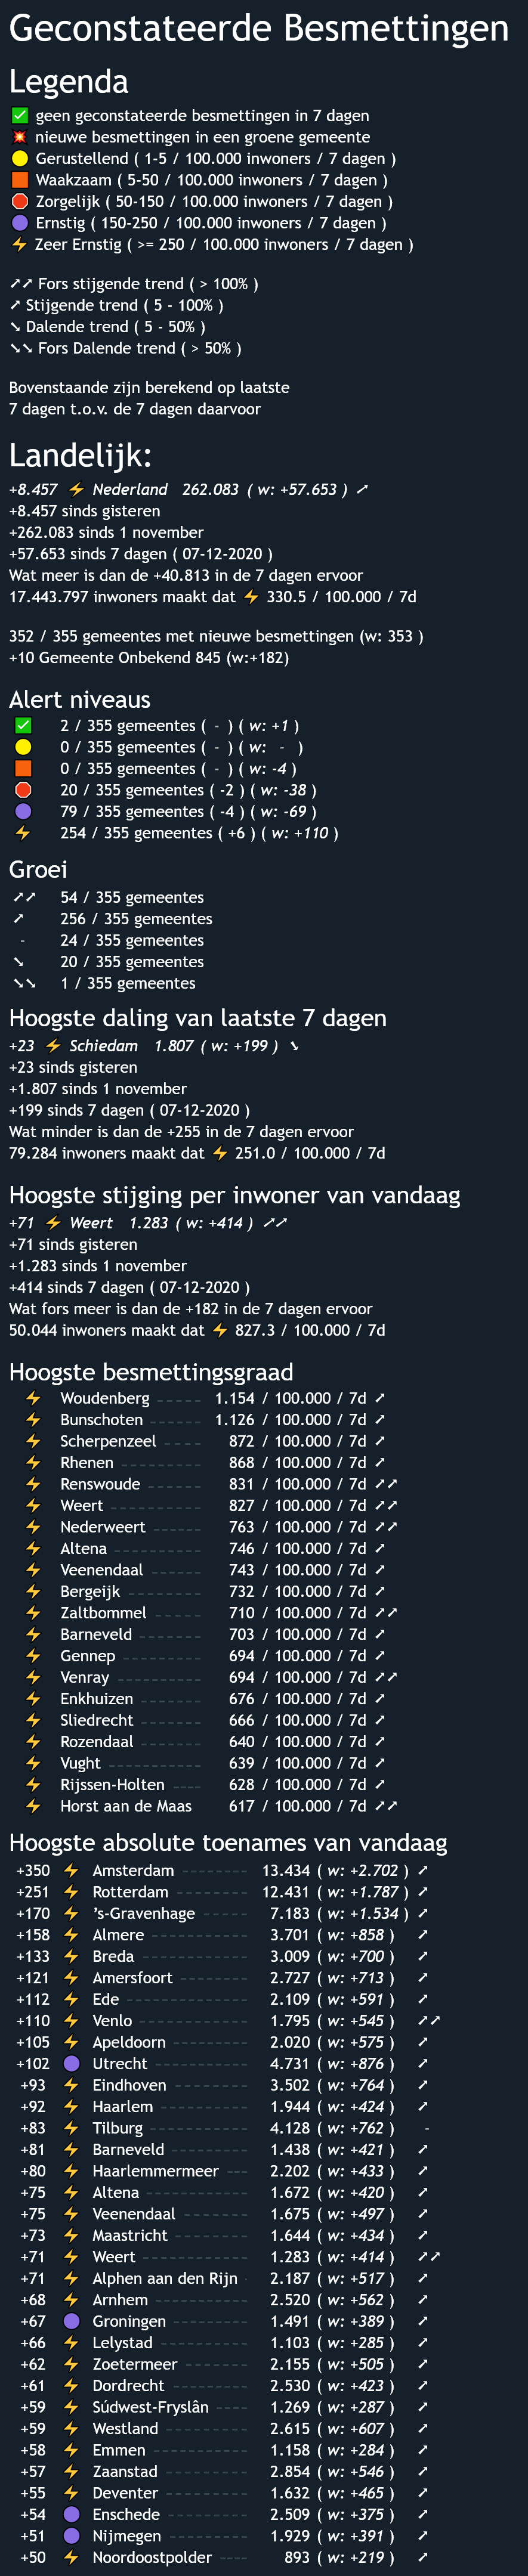 Geconstateerde Besmettingen
Legenda
✅ geen geconstateerde besmettingen in 7 dagen
💥 nieuwe besmettingen in een groene gemeente
🟡 Gerustellend ( 1-5 / 100.000 inwoners / 7 dagen )
🟧 Waakzaam ( 5-50 / 100.000 inwoners / 7 dagen )
🛑 Zorgelijk ( 50-150 / 100.000 inwoners / 7 dagen )
🟣 Ernstig ( 150-250 / 100.000 inwoners / 7 dagen )
⚡ Zeer Ernstig ( >= 250 / 100.000 inwoners / 7 dagen )
➚➚ Fors stijgende trend ( > 100% )
➚ Stijgende trend ( 5 - 100% )
➘ Dalende trend ( 5 - 50% )
➘➘ Fors Dalende trend ( > 50% )
Bovenstaande zijn berekend op laatste
7 dagen t.o.v. de 7 dagen daarvoor
Landelijk:
+8.457 ⚡ Nederland 262.083 ( w: +57.653 ) ➚
+8.457 sinds gisteren
+262.083 sinds 1 november
+57.653 sinds 7 dagen ( 07-12-2020 )
Wat meer is dan de +40.813 in de 7 dagen ervoor
17.443.797 inwoners maakt dat ⚡ 330.5 / 100.000 / 7d
352 / 355 gemeentes met nieuwe besmettingen (w: 353 )
+10 Gemeente Onbekend 845 (w:+182)
Alert niveaus
✅ 2 / 355 gemeentes ( - ) ( w: +1 )
🟡 0 / 355 gemeentes ( - ) ( w: - )
🟧 0 / 355 gemeentes ( - ) ( w: -4 )
🛑 20 / 355 gemeentes ( -2 ) ( w: -38 )
🟣 79 / 355 gemeentes ( -4 ) ( w: -69 )
⚡ 254 / 355 gemeentes ( +6 ) ( w: +110 )
Groei
➚➚ 54 / 355 gemeentes
➚ 256 / 355 gemeentes
- 24 / 355 gemeentes
➘ 20 / 355 gemeentes
➘➘ 1 / 355 gemeentes
Hoogste daling van laatste 7 dagen
+23 ⚡ Schiedam 1.807 ( w: +199 ) ➘
+23 sinds gisteren
+1.807 sinds 1 november
+199 sinds 7 dagen ( 07-12-2020 )
Wat minder is dan de +255 in de 7 dagen ervoor
79.284 inwoners maakt dat ⚡ 251.0 / 100.000 / 7d
Hoogste stijging per inwoner van vandaag
+71 ⚡ Weert 1.283 ( w: +414 ) ➚➚
+71 sinds gisteren
+1.283 sinds 1 november
+414 sinds 7 dagen ( 07-12-2020 )
Wat fors meer is dan de +182 in de 7 dagen ervoor
50.044 inwoners maakt dat ⚡ 827.3 / 100.000 / 7d
Hoogste besmettingsgraad
⚡ Woudenberg ----- 1.154 / 100.000 / 7d ➚
⚡ Bunschoten ------ 1.126 / 100.000 / 7d ➚
⚡ Scherpenzeel ---- 872 / 100.000 / 7d ➚
⚡ Rhenen --------- 868 / 100.000 / 7d ➚
⚡ Renswoude ------ 831 / 100.000 / 7d ➚➚
⚡ Weert ---------- 827 / 100.000 / 7d ➚➚
⚡ Nederweert ----- 763 / 100.000 / 7d ➚➚
⚡ Altena ---------- 746 / 100.000 / 7d ➚
⚡ Veenendaal ------ 743 / 100.000 / 7d ➚
⚡ Bergeijk -------- 732 / 100.000 / 7d ➚
⚡ Zaltbommel ----- 710 / 100.000 / 7d ➚➚
⚡ Barneveld ------- 703 / 100.000 / 7d ➚
⚡ Gennep --------- 694 / 100.000 / 7d ➚
⚡ Venray ---------- 694 / 100.000 / 7d ➚➚
⚡ Enkhuizen ------- 676 / 100.000 / 7d ➚
⚡ Sliedrecht ------- 666 / 100.000 / 7d ➚
⚡ Rozendaal ------- 640 / 100.000 / 7d ➚
⚡ Vught ----------- 639 / 100.000 / 7d ➚
⚡ Rijssen-Holten ---- 628 / 100.000 / 7d ➚
⚡ Horst aan de Maas 617 / 100.000 / 7d ➚➚
Hoogste absolute toenames van vandaag
+350 ⚡ Amsterdam -------- 13.434 ( w: +2.702 ) ➚
+251 ⚡ Rotterdam --------- 12.431 ( w: +1.787 ) ➚
+170 ⚡ 's-Gravenhage ------ 7.183 ( w: +1.534 ) ➚
+158 ⚡ Almere ----------- 3.701 ( w: +858 ) ➚
+133 ⚡ Breda ------------ 3.009 ( w: +700 ) ➚
+121 ⚡ Amersfoort -------- 2.727 ( w: +713 ) ➚
+112 ⚡ Ede -------------- 2.109 ( w: +591 ) ➚
+110 ⚡ Venlo ------------ 1.795 ( w: +545 ) ➚➚
+105 ⚡ Apeldoorn --------- 2.020 ( w: +575 ) ➚
+102 🟣 Utrecht ---------- 4.731 ( w: +876 ) ➚
+93 ⚡ Eindhoven --------- 3.502 ( w: +764 ) ➚
+92 ⚡ Haarlem ---------- 1.944 ( w: +424 ) ➚
+83 ⚡ Tilburg ----------- 4.128 ( w: +762 ) -
+81 ⚡ Barneveld --------- 1.438 ( w: +421 ) ➚
+80 ⚡ Haarlemmermeer --- 2.202 ( w: +433 ) ➚
+75 ⚡ Altena ------------ 1.672 ( w: +420 ) ➚
+75 ⚡ Veenendaal -------- 1.675 ( w: +497 ) ➚
+73 ⚡ Maastricht --------- 1.644 ( w: +434 ) ➚
+71 ⚡ Weert ------------ 1.283 ( w: +414 ) ➚➚
+71 ⚡ Alphen aan den Rijn - 2.187 ( w: +517 ) ➚
+68 ⚡ Arnhem ----------- 2.520 ( w: +562 ) ➚
+67 🟣 Groningen --------- 1.491 ( w: +389 ) ➚
+66 ⚡ Lelystad ---------- 1.103 ( w: +285 ) ➚
+62 ⚡ Zoetermeer -------- 2.155 ( w: +505 ) ➚
+61 ⚡ Dordrecht --------- 2.530 ( w: +423 ) ➚
+59 ⚡ Súdwest-Fryslân ---- 1.269 ( w: +287 ) ➚
+59 ⚡ Westland ---------- 2.615 ( w: +607 ) ➚
+58 ⚡ Emmen ----------- 1.158 ( w: +284 ) ➚
+57 ⚡ Zaanstad ---------- 2.854 ( w: +546 ) ➚
+55 ⚡ Deventer ---------- 1.632 ( w: +465 ) ➚
+54 🟣 Enschede ---------- 2.509 ( w: +375 ) ➚
+51 🟣 Nijmegen ---------- 1.929 ( w: +391 ) ➚
+50 ⚡ Noordoostpolder ---- 893 ( w: +219 ) ➚